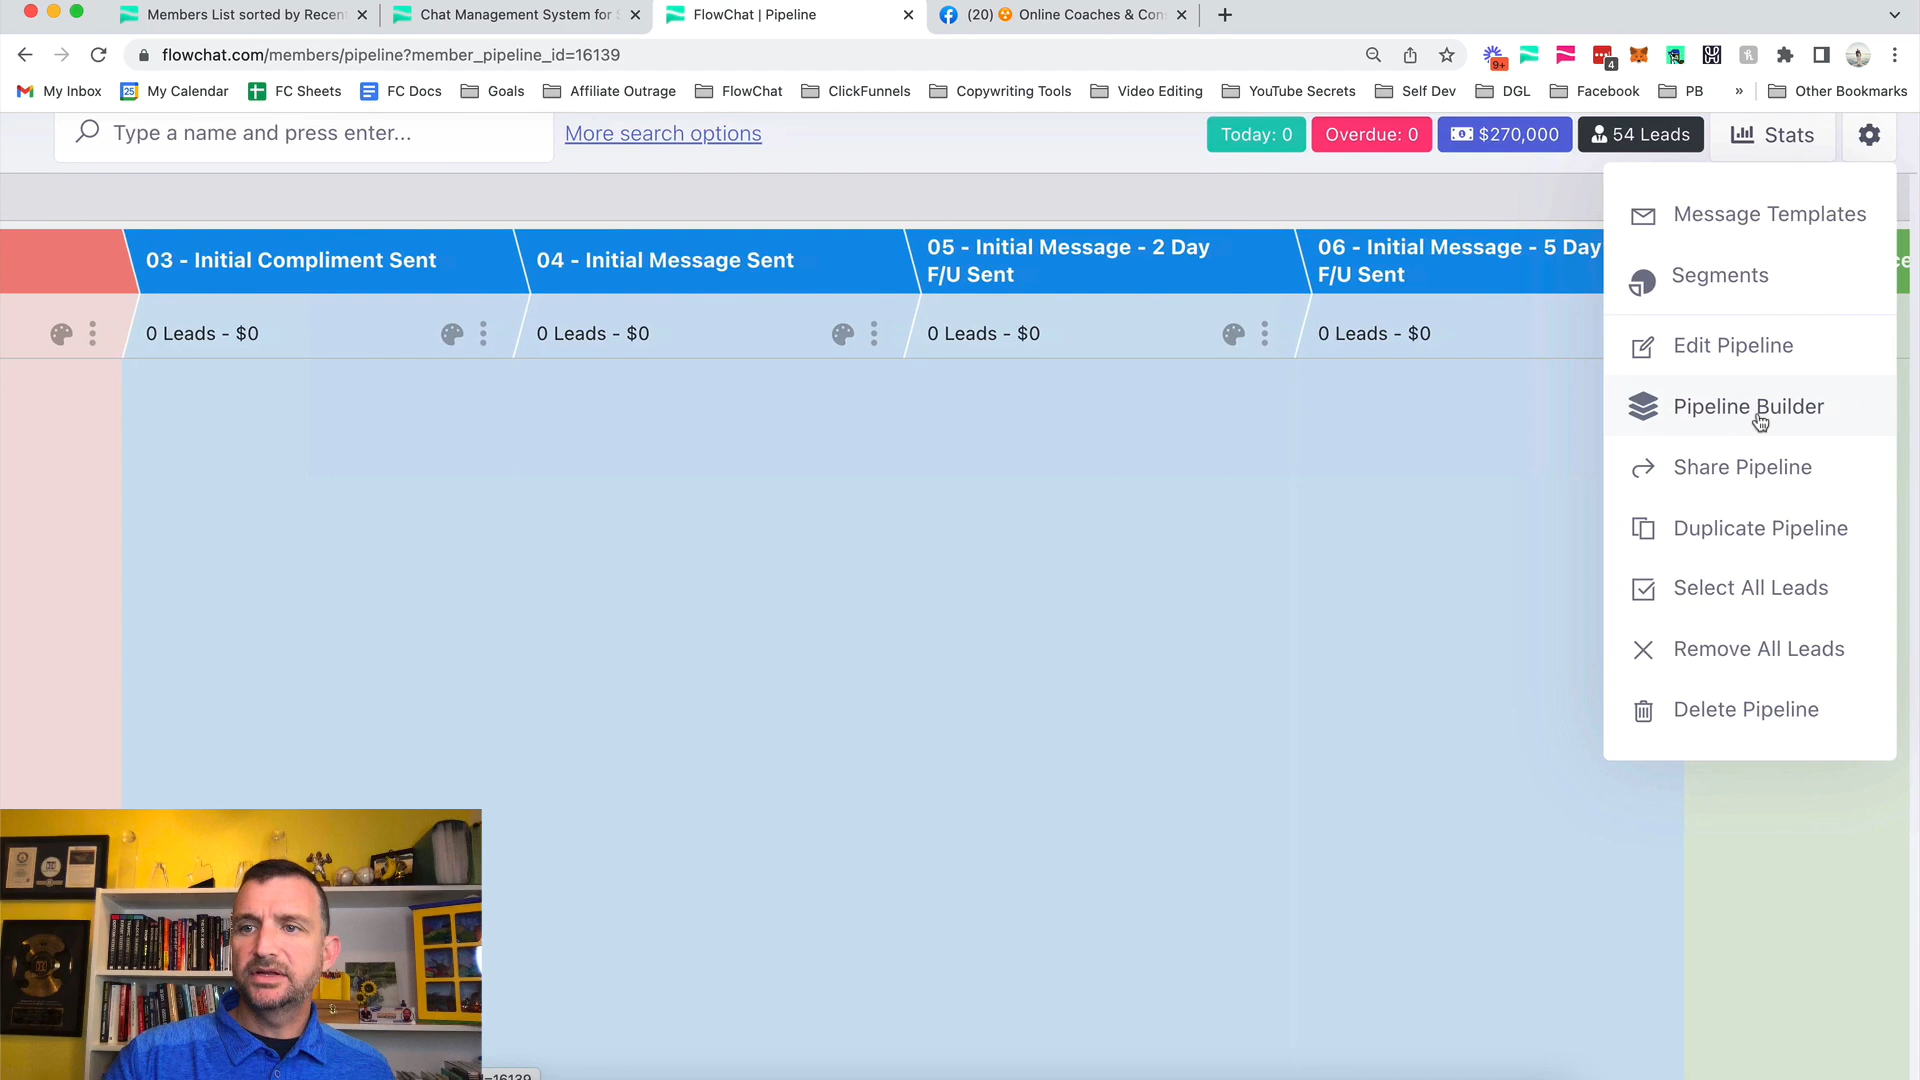 Members List sorted by Recen
Chat Management System for S
FlowChat | Pipeline
(20) Online Coaches & Con
flowchat.com/members/pipeline?member_pipeline_id=16139
9+
4
My Inbox
25
My Calendar
FC Sheets
FC Docs
Goals
Affiliate Outrage
FlowChat
ClickFunnels
Copywriting Tools
Video Editing
YouTube Secrets
Self Dev
DGL
Facebook
PB
»
Other Bookmarks
Type a name and press enter...
More search options
Today: 0
Overdue: 0
$270,000
54 Leads
Stats
03 - Initial Compliment Sent
04 - Initial Message Sent
05 - Initial Message - 2 Day
F/U Sent
06 - Initial Message - 5 Day
F/U Sent
ce
0 Leads - $0
0 Leads - $0
0 Leads - $0
0 Leads - $0
Message Templates
Segments
Edit Pipeline
Pipeline Builder
Share Pipeline
Duplicate Pipeline
Select All Leads
Remove All Leads
Delete Pipeline
=16139